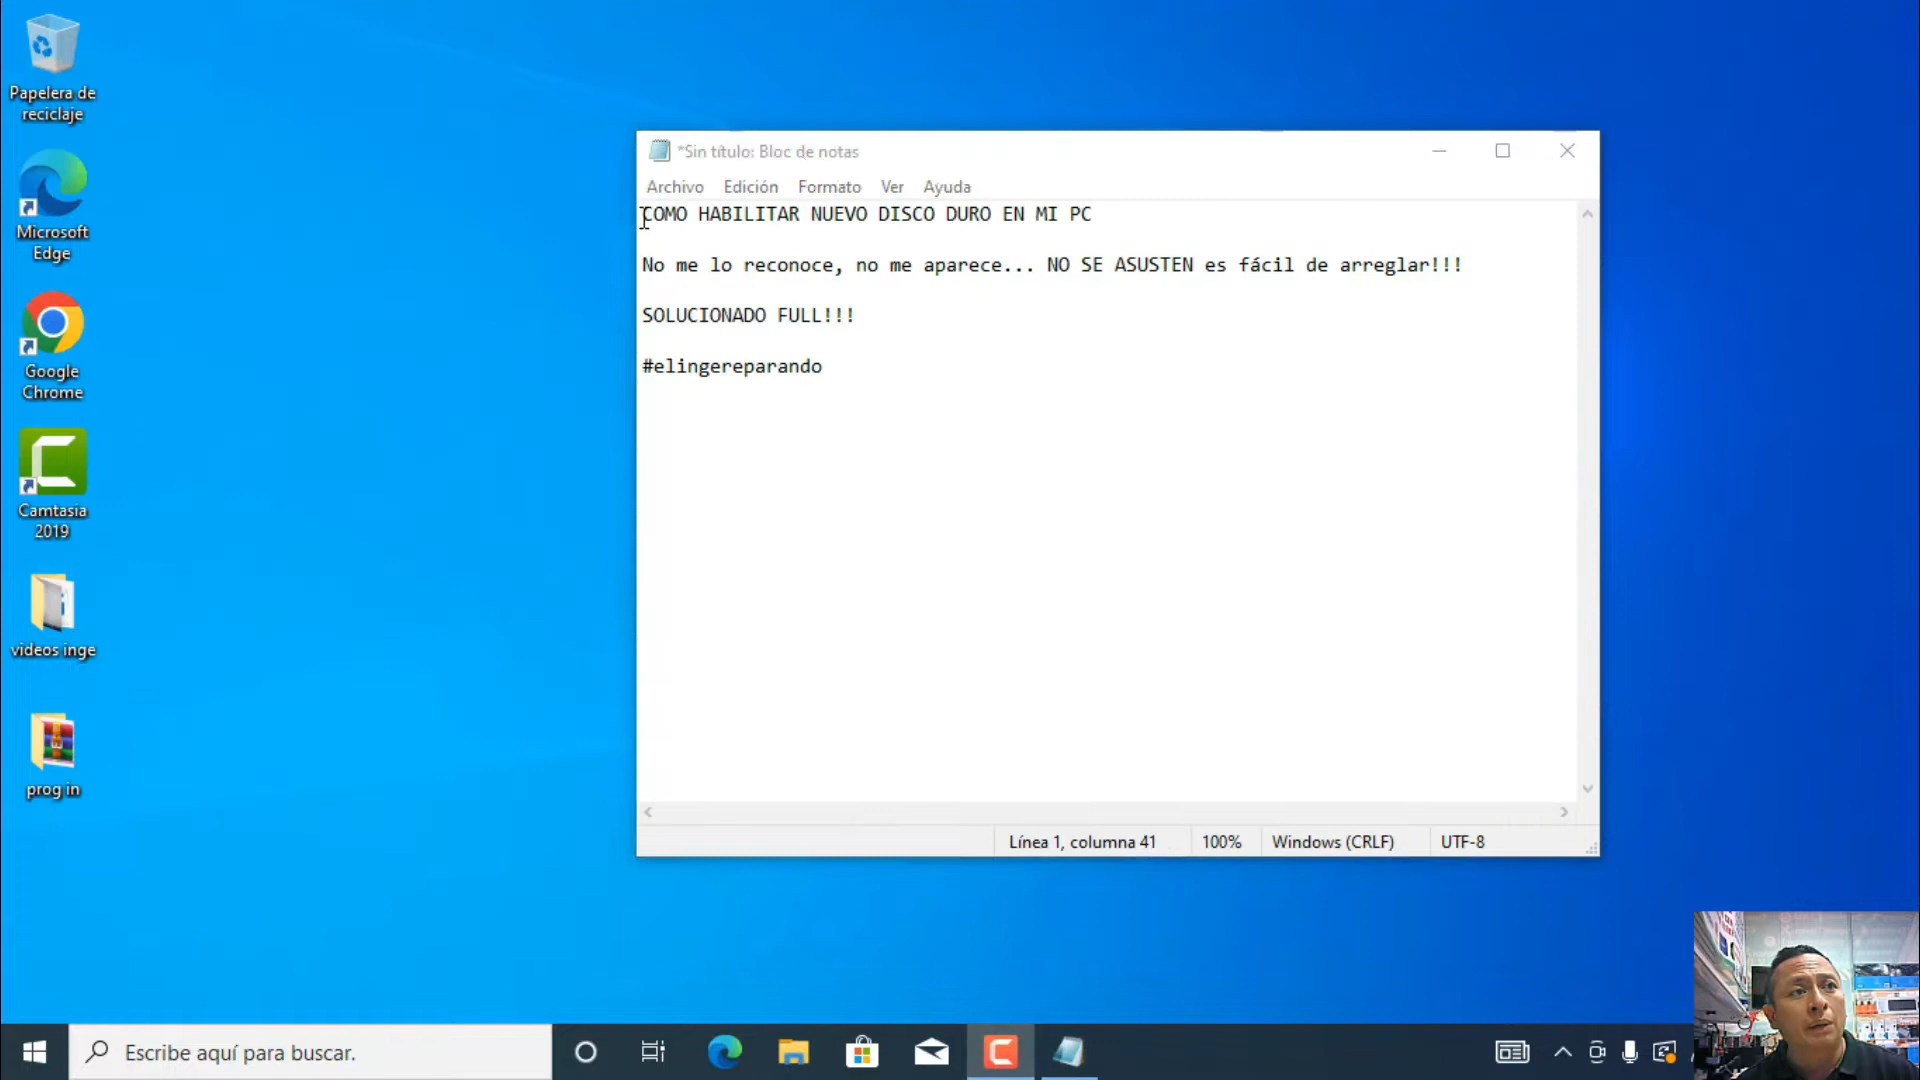 Papelera de
reciclaje
Microsoft
Edge
Google
Chrome
Camtasia
2019
videos inge
prog in
*Sin título: Bloc de notas
Archivo Edición Formato Ver Ayuda
COMO HABILITAR NUEVO DISCO DURO EN MI PC
No me lo reconoce, no me aparece... NO SE ASUSTEN es fácil de arreglar!!!
SOLUCIONADO FULL!!!
#elingereparando
Línea 1, columna 41 100% Windows (CRLF) UTF-8
Escribe aquí para buscar.